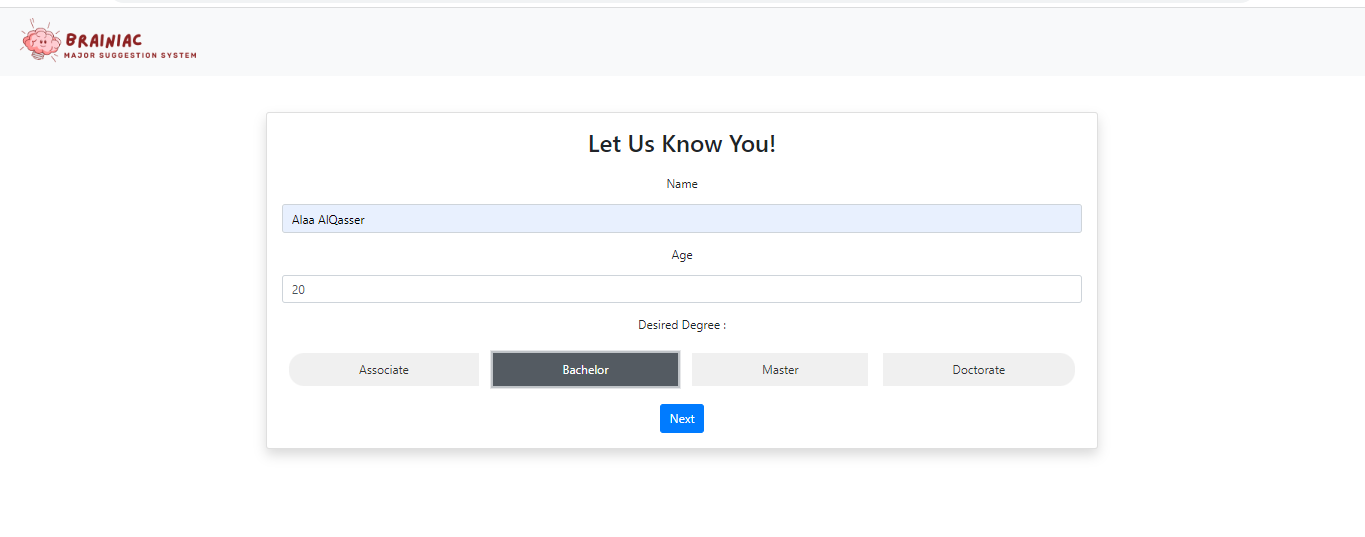 BRAINIAC
MAJOR SUGGESTION SYSTEM
Let Us Know You!
Name
Alaa AlQasser
Age
20
Desired Degree :
Associate Bachelor Master Doctorate
Next